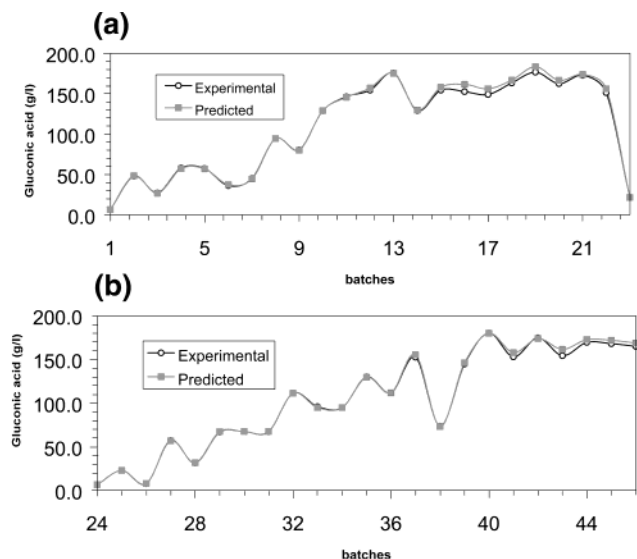 (a)
200.0
150.0
100.0
50.0
0.0
Gluconic acid (g/l)
Experimental
Predicted
1 5 9 13 17 21
batches
(b)
200.0
150.0
100.0
50.0
0.0
Gluconic acid (g/l)
Experimental
Predicted
24 28 32 36 40 44
batches